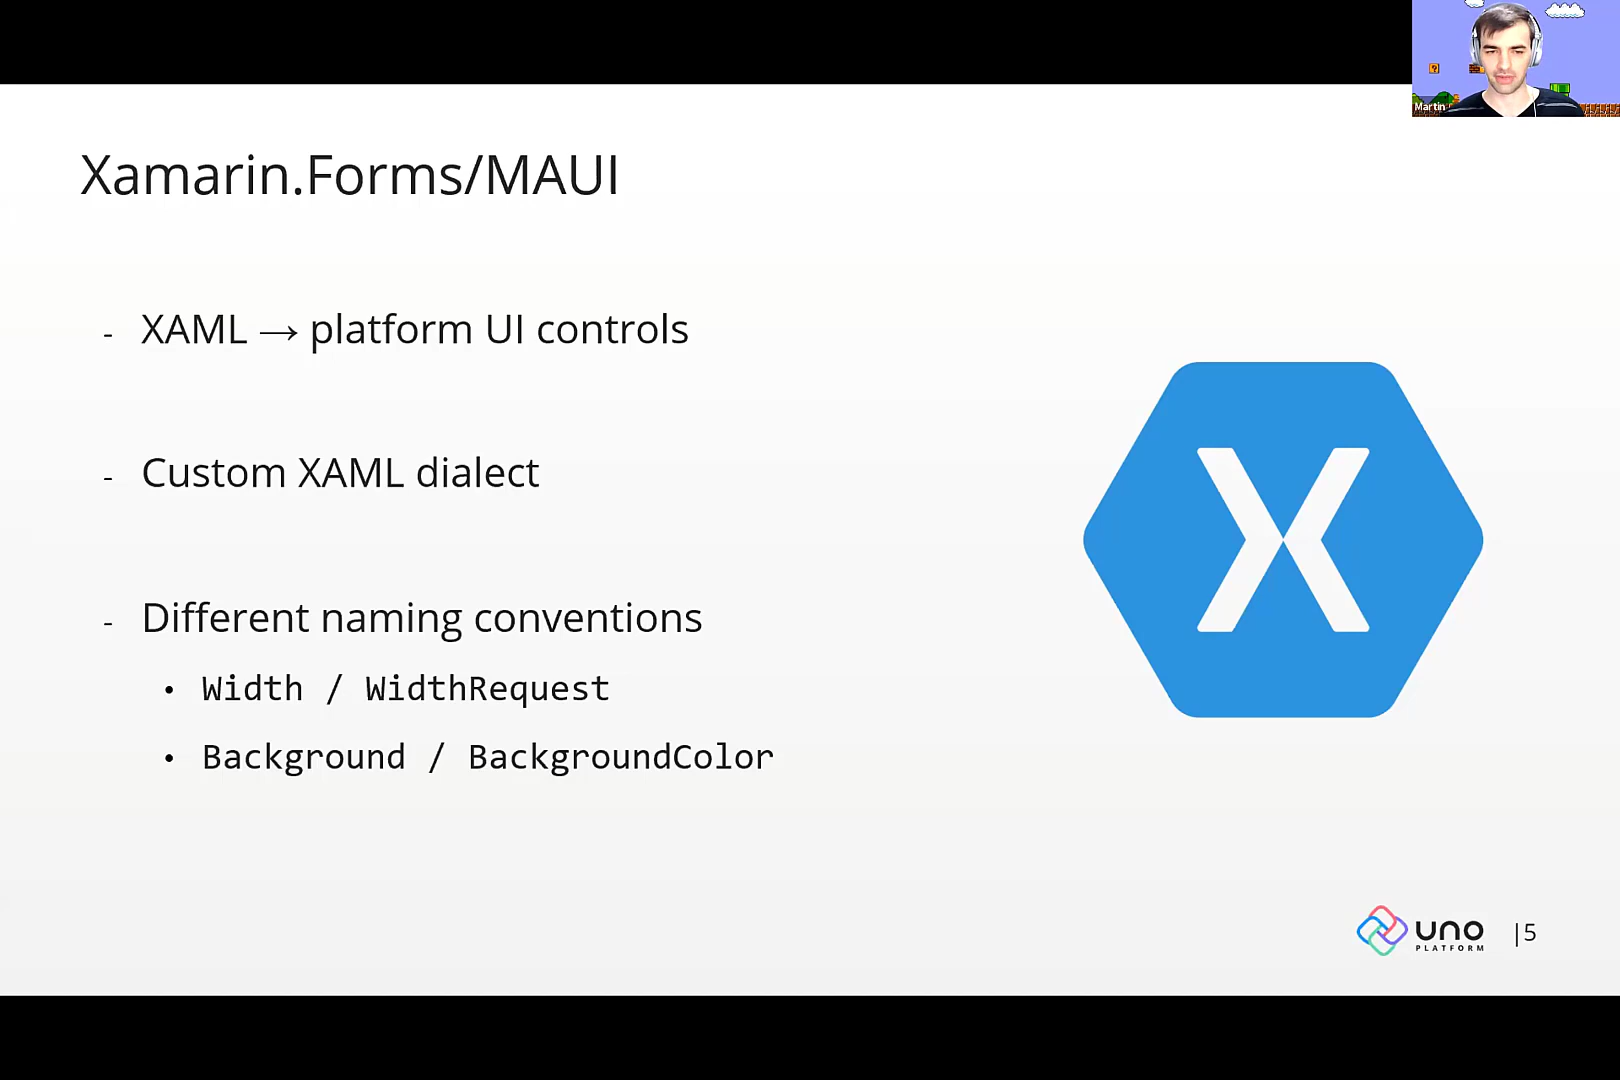 Martin
Xamarin.Forms/MAUI
- XAML → platform UI controls
- Custom XAML dialect
- Different naming conventions
• Width / WidthRequest
• Background / BackgroundColor
X
UNO
PLATFORM
|5